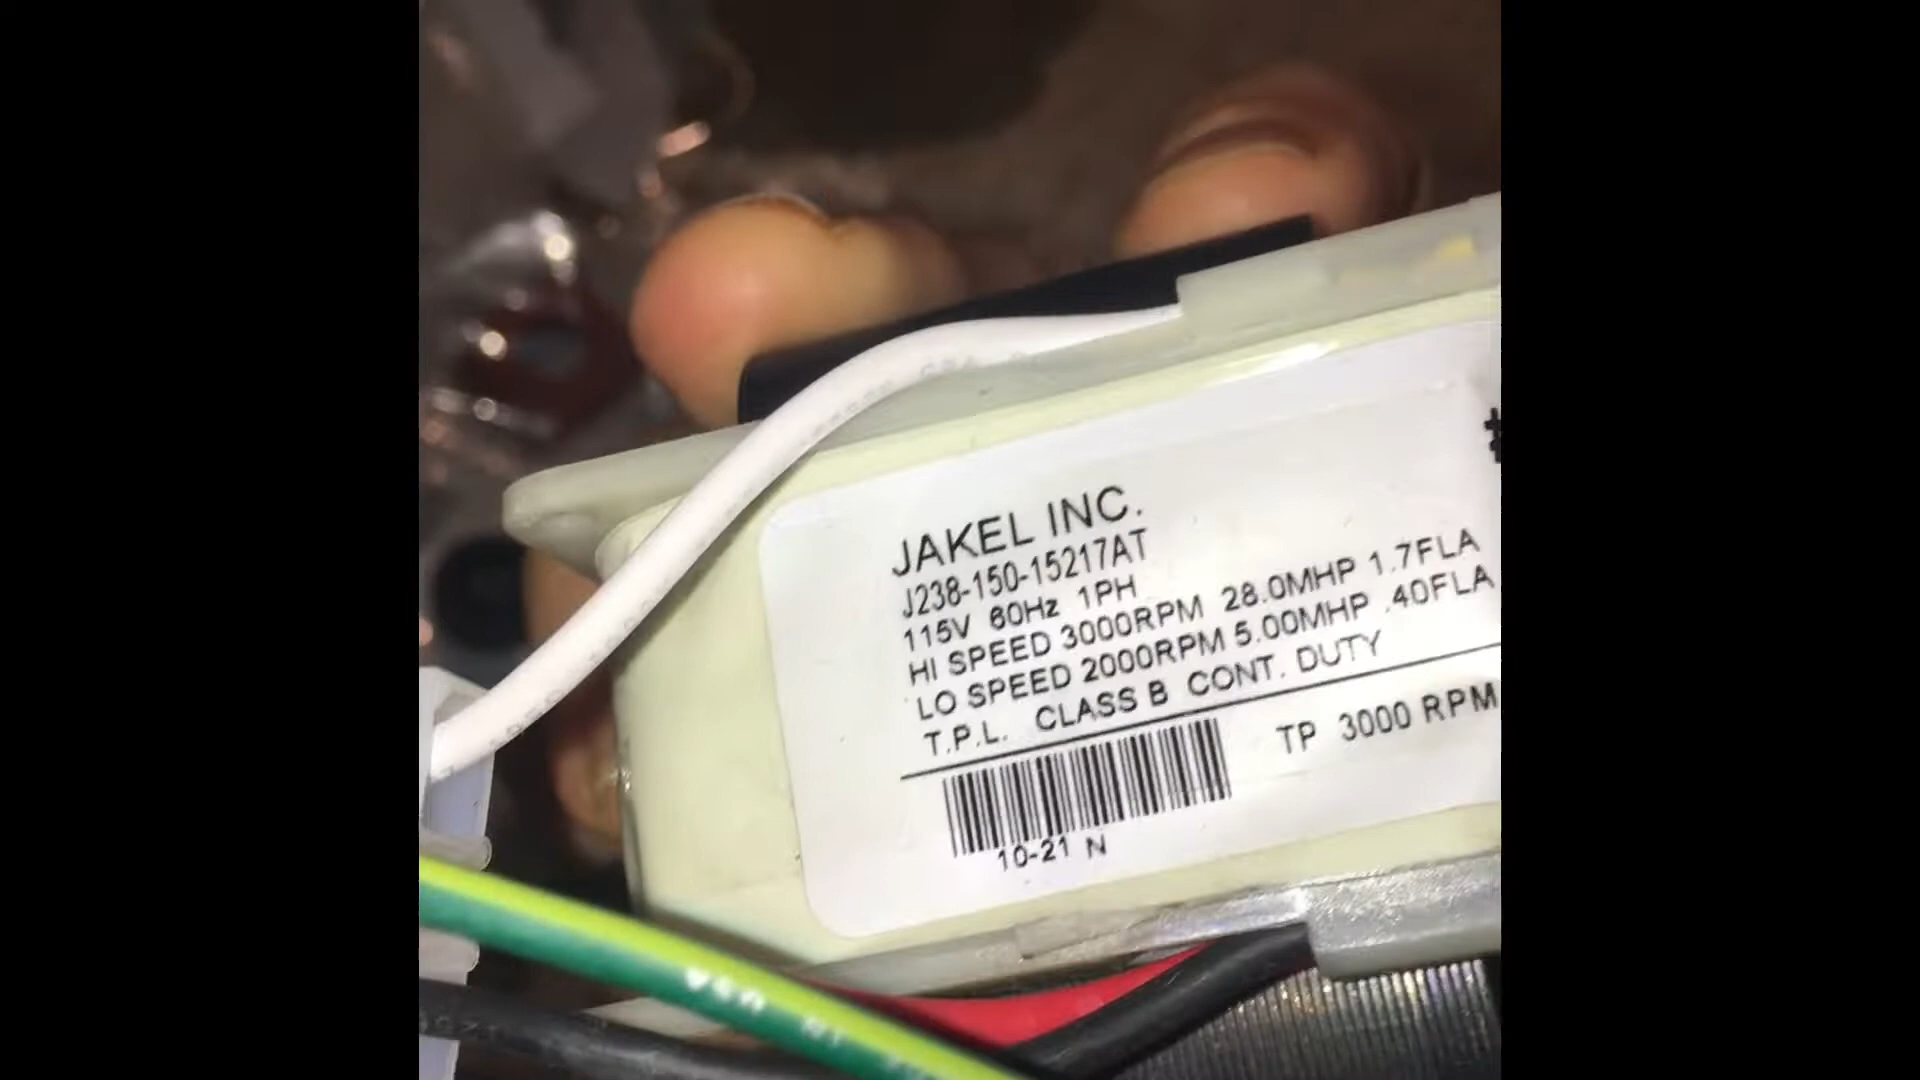 JAKEL INC.
J238-150-15217AT
115V 60Hz 1PH
HI SPEED 3000RPM 28.0MHP 1.7FLA
LO SPEED 2000RPM 5.00MHP .40FLA
T.P.L. CLASS B CONT. DUTY
TP 3000 RPM
10-21 N